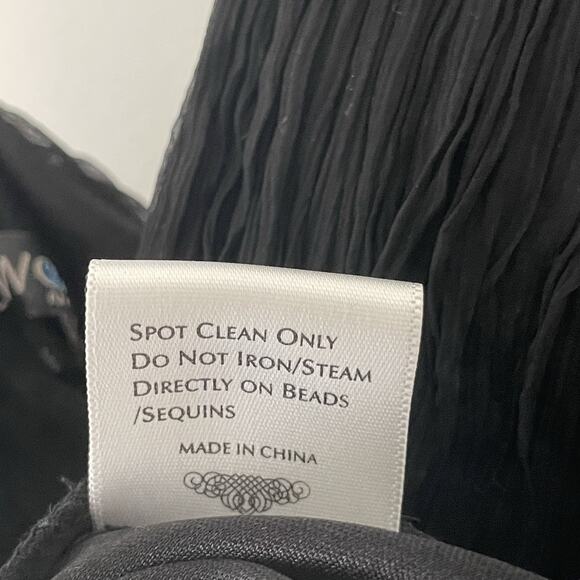 SPOT CLEAN ONLY
DO NOT IRON/STEAM
DIRECTLY ON BEADS
/SEQUINS
MADE IN CHINA